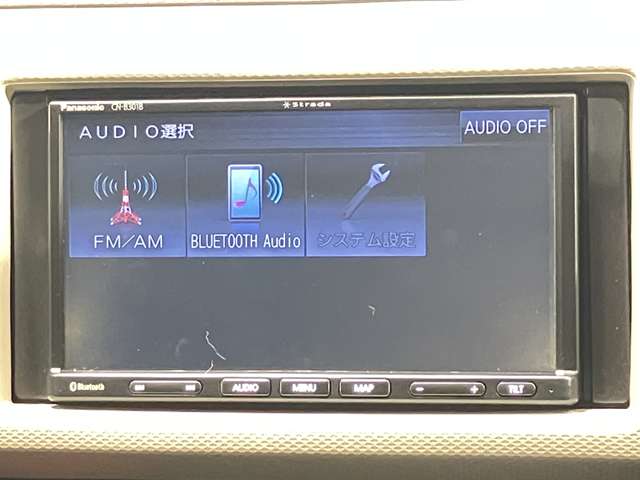 Panasonic CN-B301B Strada
AUDIO選択 AUDIO OFF
FM/AM BLUETOOTH Audio システム設定
Bluetooth AUDIO MENU MAP - + TILT